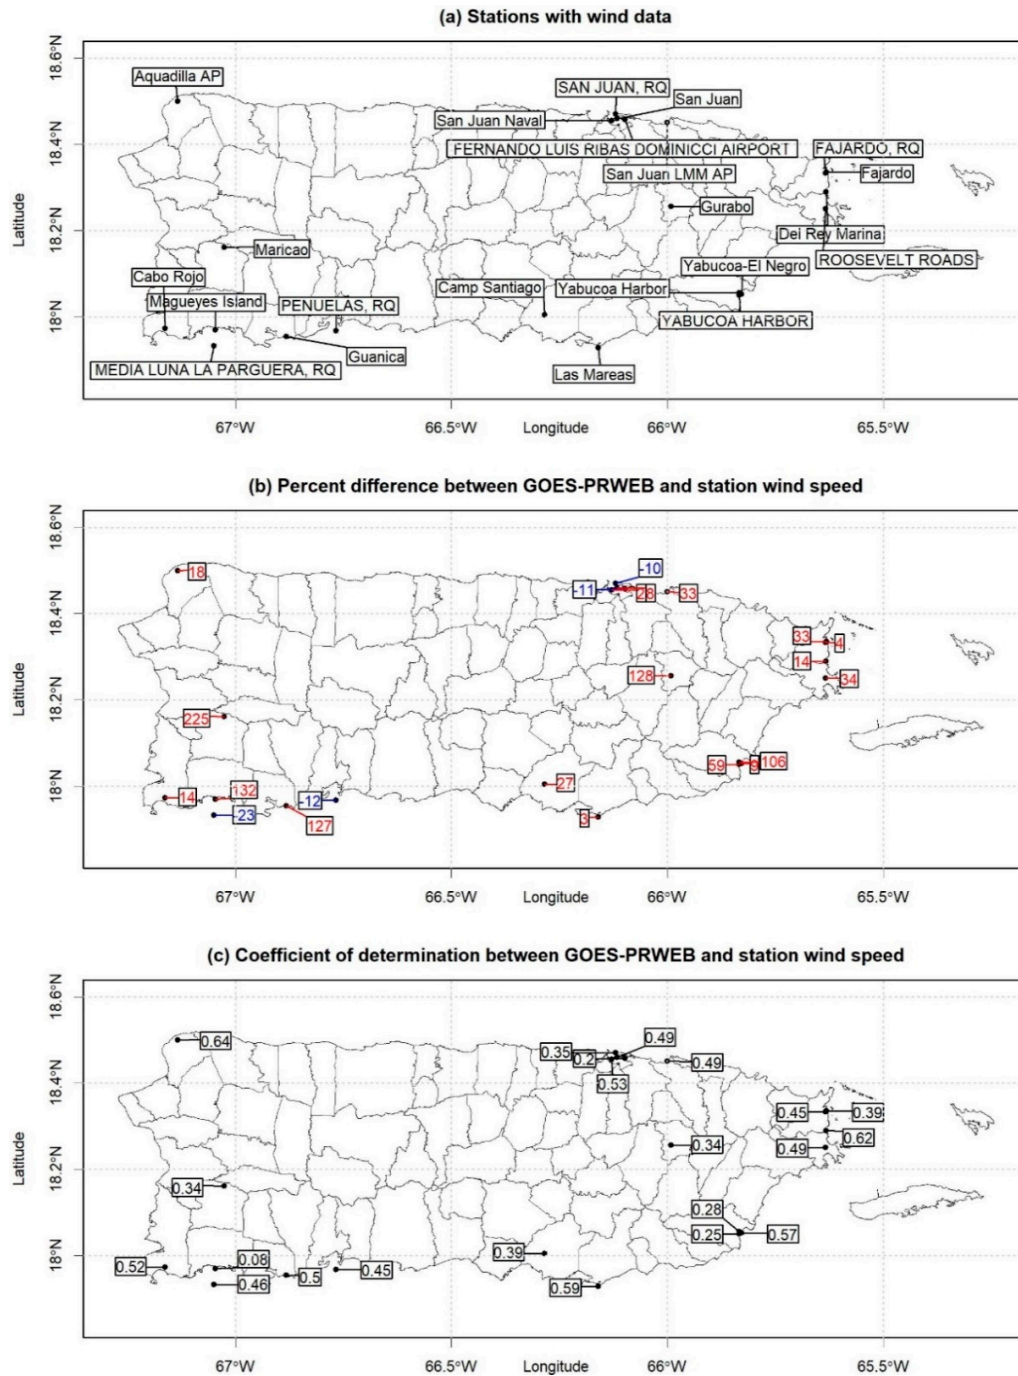 (a) Stations with wind data
18.6°N
Aquadilla AP
SAN JUAN, RQ
San Juan
San Juan Naval
18.4°N
FERNANDO LUIS RIBAS DOMINICCI AIRPORT
FAJARDO, RQ
San Juan LMM AP
Fajardo
Latitude
Gurabo
18.2°N
Del Rey Marina
Maricao
ROOSEVELT ROADS
Yabucoa-El Negro
Cabo Rojo
Camp Santiago
Yabucoa Harbor
Magueyes Island
PENUELAS, RQ
18°N
YABUCOA HARBOR
Guanica
MEDIA LUNA LA PARGUERA, RQ
Las Mareas
67°W
66.5°W
Longitude
66°W
65.5°W
(b) Percent difference between GOES-PRWEB and station wind speed
18.6°N
-10
18
-11
28
33
18.4°N
33
4
14
Latitude
128
34
18.2°N
225
59
9
106
18°N
27
14
132
-12
-23
127
3
67°W
66.5°W
Longitude
66°W
65.5°W
(c) Coefficient of determination between GOES-PRWEB and station wind speed
18.6°N
0.64
0.35
0.49
0.2
0.49
0.53
18.4°N
0.45
0.39
0.62
Latitude
0.34
0.49
18.2°N
0.34
0.28
0.25
0.57
18°N
0.39
0.52
0.08
0.5
0.45
0.46
0.59
67°W
66.5°W
Longitude
66°W
65.5°W